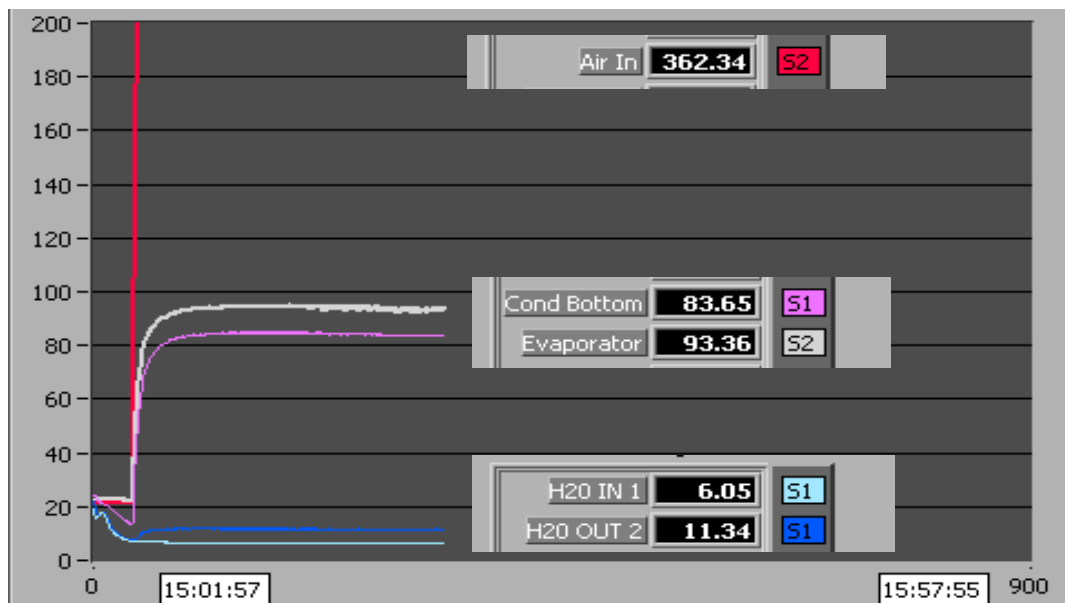 200
Air In 362.34 S2
180
160
140
120
100
Cond Bottom 83.65 S1
80
Evaporator 93.36 S2
60
40
H20 IN 1 6.05 S1
20
H20 OUT 2 11.34 S1
0
0 15:01:57 15:57:55 900